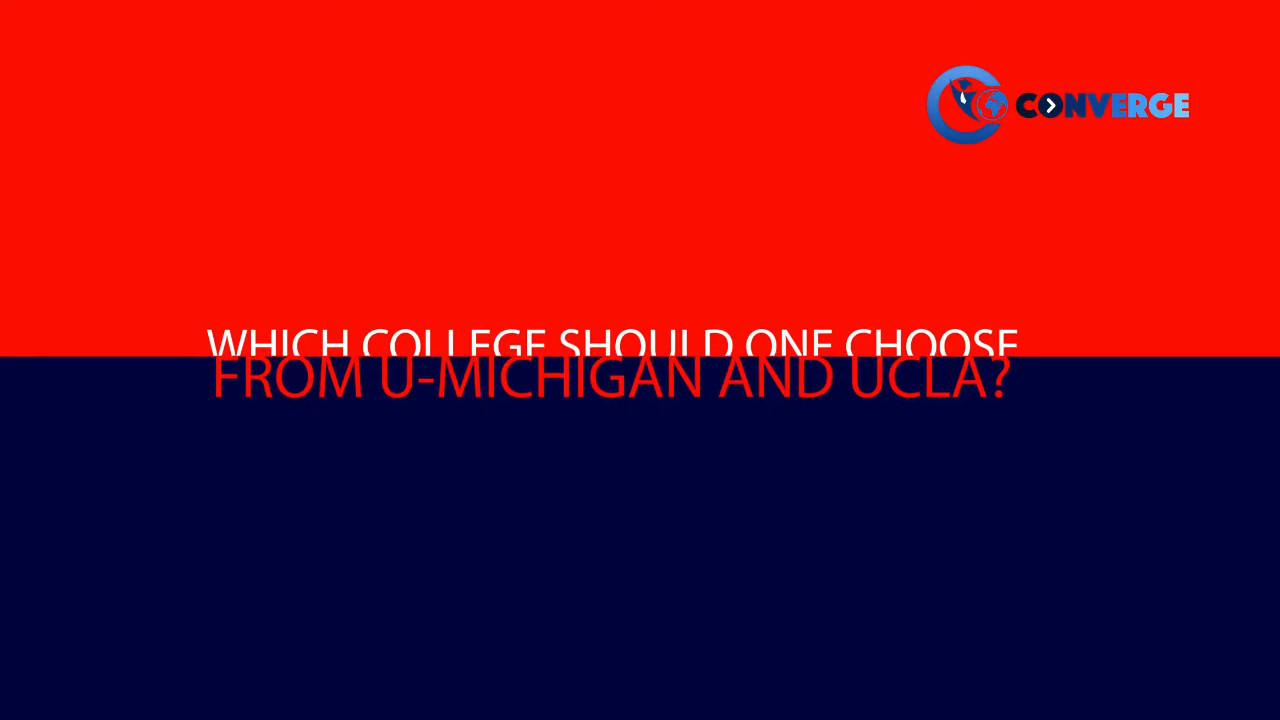 CONVERGE
WHICH COLLEGE SHOULD ONE CHOOSE
FROM U-MICHIGAN AND UCLA?